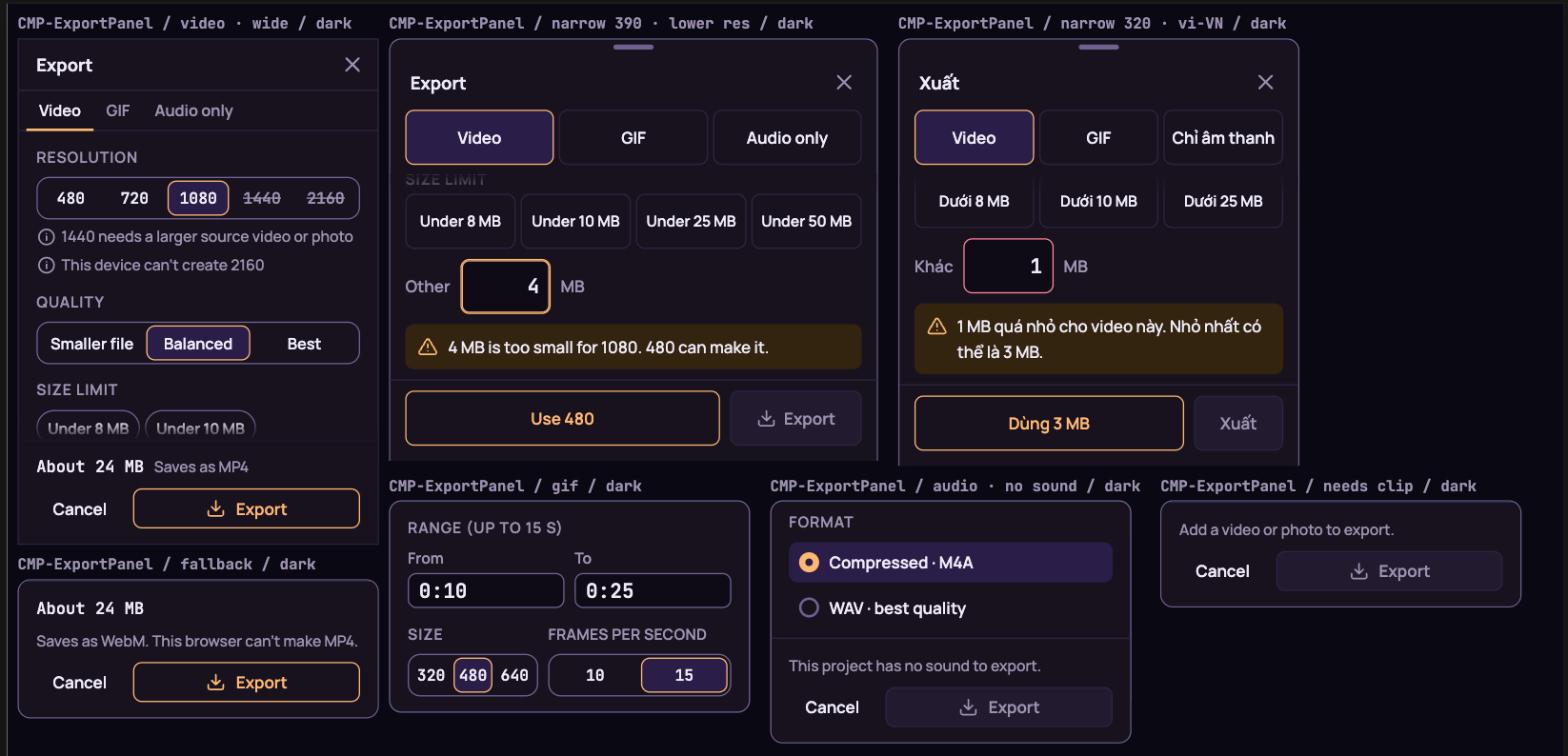 CMP-ExportPanel / video · wide / dark
Export
Video GIF Audio only
RESOLUTION
480 720 1080 1440 2160
1440 needs a larger source video or photo
This device can't create 2160
QUALITY
Smaller file Balanced Best
SIZE LIMIT
Under 8 MB Under 10 MB
About 24 MB Saves as MP4
Cancel Export
CMP-ExportPanel / fallback / dark
About 24 MB
Saves as WebM. This browser can't make MP4.
Cancel Export
CMP-ExportPanel / narrow 390 · lower res / dark
Export
Video GIF Audio only
SIZE LIMIT
Under 8 MB Under 10 MB Under 25 MB Under 50 MB
Other 4 MB
4 MB is too small for 1080. 480 can make it.
Use 480 Export
CMP-ExportPanel / narrow 320 · vi-VN / dark
Xuất
Video GIF Chỉ âm thanh
Dưới 8 MB Dưới 10 MB Dưới 25 MB
Khác 1 MB
1 MB quá nhỏ cho video này. Nhỏ nhất có
thể là 3 MB.
Dùng 3 MB Xuất
CMP-ExportPanel / gif / dark
RANGE (UP TO 15 S)
From To
0:10 0:25
SIZE FRAMES PER SECOND
320 480 640 10 15
CMP-ExportPanel / audio · no sound / dark
FORMAT
Compressed · M4A
WAV · best quality
This project has no sound to export.
Cancel Export
CMP-ExportPanel / needs clip / dark
Add a video or photo to export.
Cancel Export